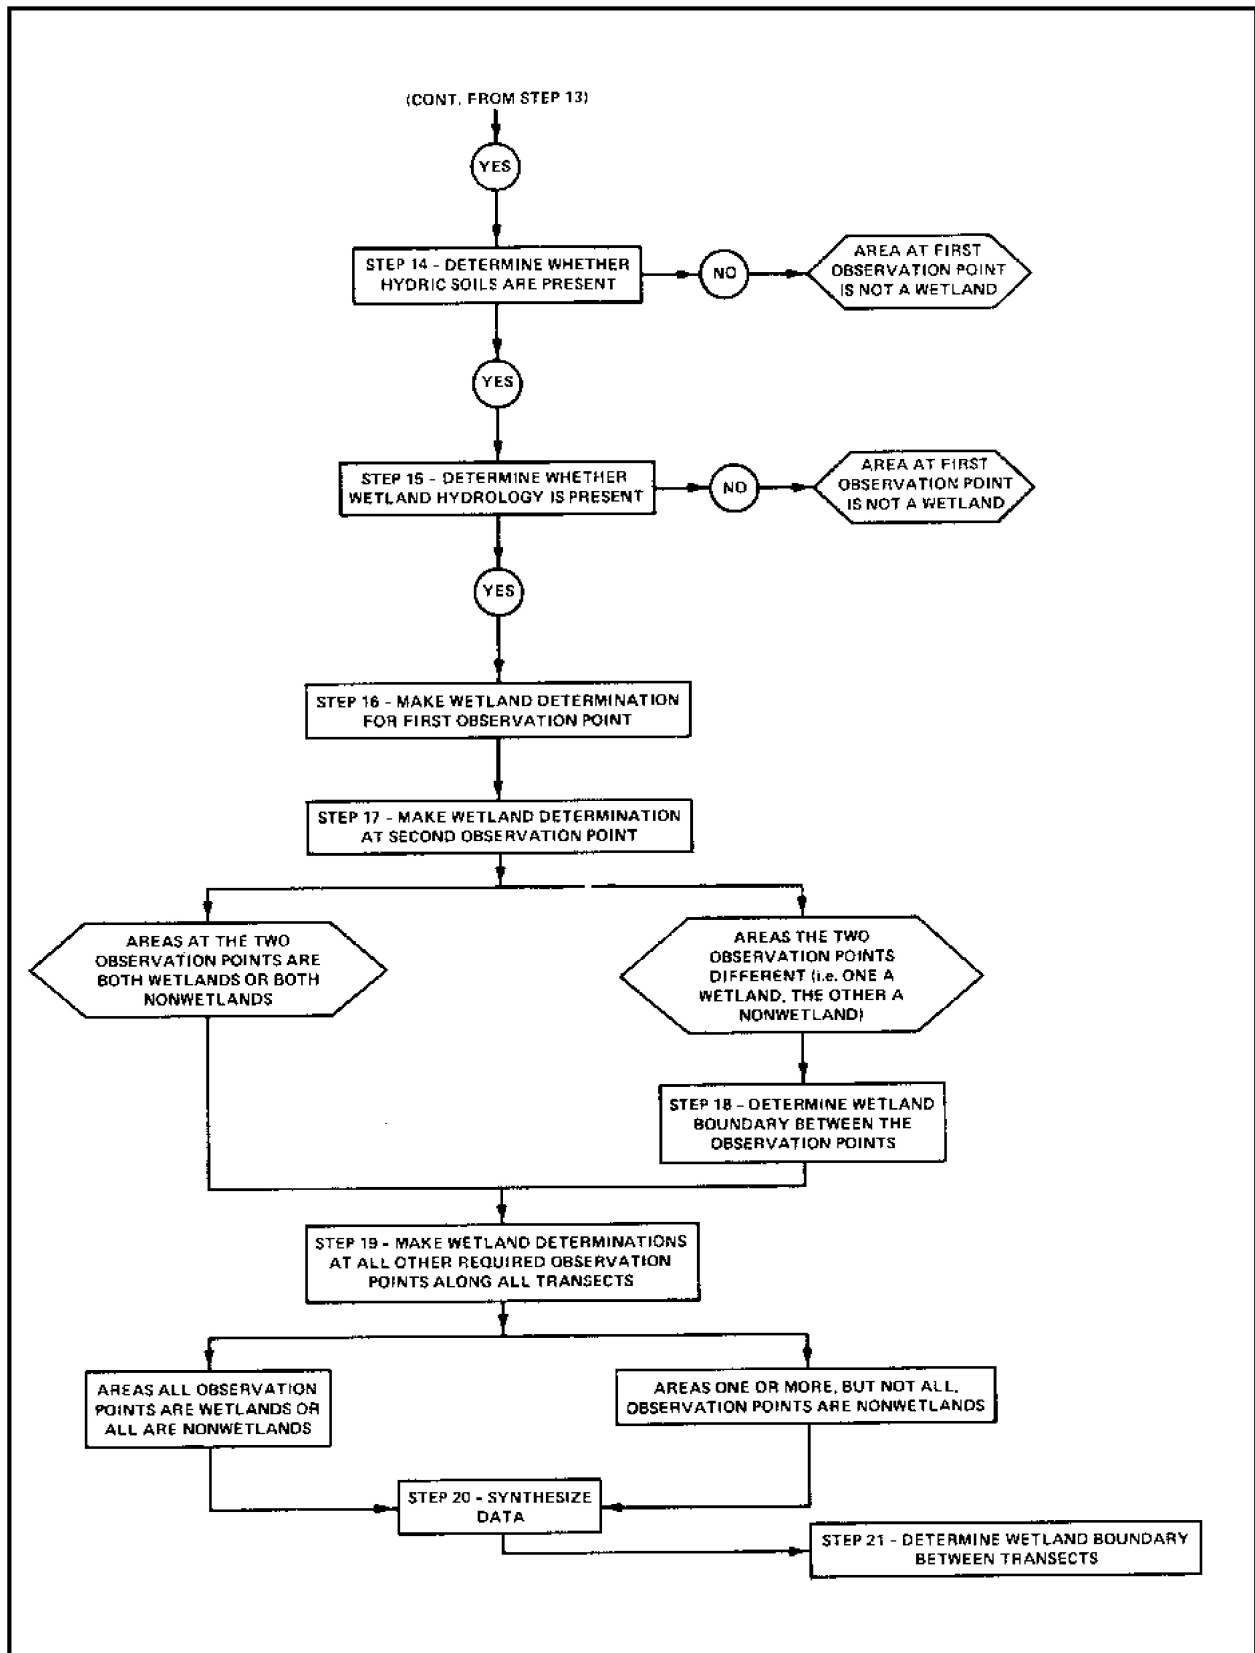 (CONT. FROM STEP 13)
YES
STEP 14 - DETERMINE WHETHER
HYDRIC SOILS ARE PRESENT
NO
AREA AT FIRST
OBSERVATION POINT
IS NOT A WETLAND
YES
STEP 15 - DETERMINE WHETHER
WETLAND HYDROLOGY IS PRESENT
NO
AREA AT FIRST
OBSERVATION POINT
IS NOT A WETLAND
YES
STEP 16 - MAKE WETLAND DETERMINATION
FOR FIRST OBSERVATION POINT
STEP 17 - MAKE WETLAND DETERMINATION
AT SECOND OBSERVATION POINT
AREAS AT THE TWO
OBSERVATION POINTS ARE
BOTH WETLANDS OR BOTH
NONWETLANDS
AREAS THE TWO
OBSERVATION POINTS
DIFFERENT (i.e. ONE A
WETLAND, THE OTHER A
NONWETLAND)
STEP 18 - DETERMINE WETLAND
BOUNDARY BETWEEN THE
OBSERVATION POINTS
STEP 19 - MAKE WETLAND DETERMINATIONS
AT ALL OTHER REQUIRED OBSERVATION
POINTS ALONG ALL TRANSECTS
AREAS ALL OBSERVATION
POINTS ARE WETLANDS OR
ALL ARE NONWETLANDS
AREAS ONE OR MORE, BUT NOT ALL,
OBSERVATION POINTS ARE NONWETLANDS
STEP 20 - SYNTHESIZE
DATA
STEP 21 - DETERMINE WETLAND BOUNDARY
BETWEEN TRANSECTS